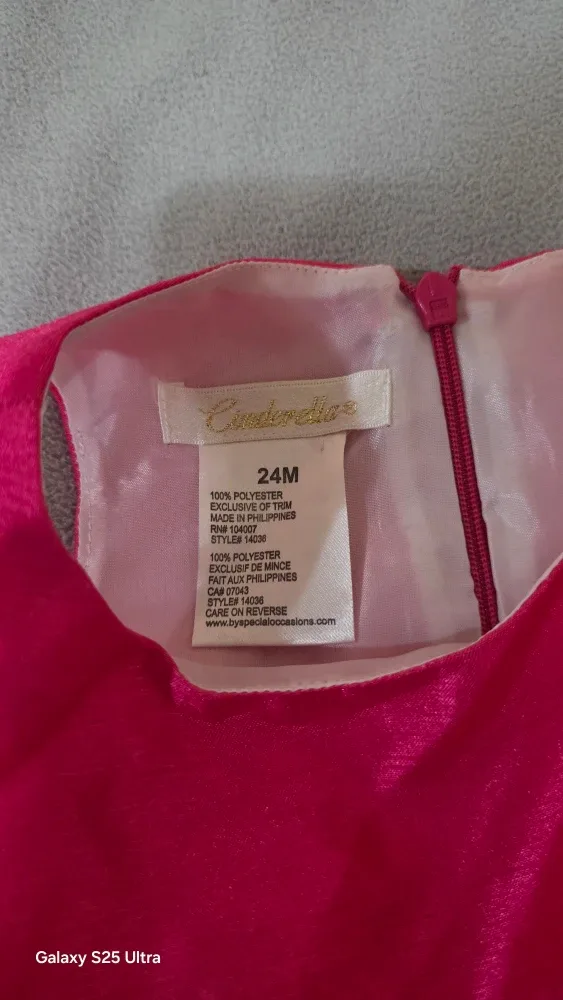 Cinderella
24M
100% POLYESTER
EXCLUSIVE OF TRIM
MADE IN PHILIPPINES
RN# 104007
STYLE# 14036
100% POLYESTER
EXCLUSIF DE MINCE
FAIT AUX PHILIPPINES
CA# 07043
STYLE# 14036
CARE ON REVERSE
www.byspecialoccasions.com
Galaxy S25 Ultra